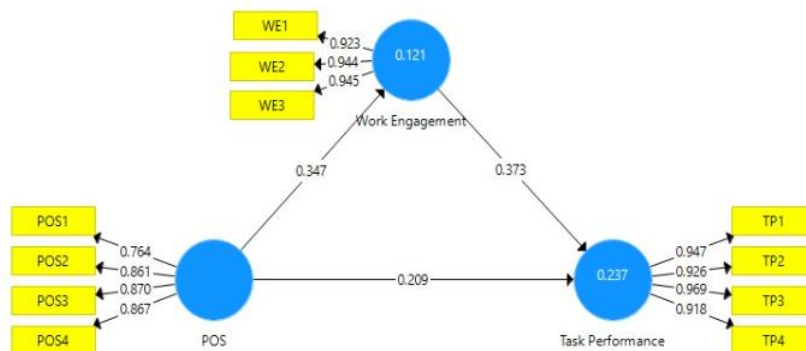 WE1
0.923
WE2
0.944
WE3
0.945
0.121
Work Engagement
0.347
0.373
POS1
0.764
POS2
0.861
POS3
0.870
POS4
0.867
POS
0.209
0.237
Task Performance
0.947
TP1
0.926
TP2
0.969
TP3
0.918
TP4